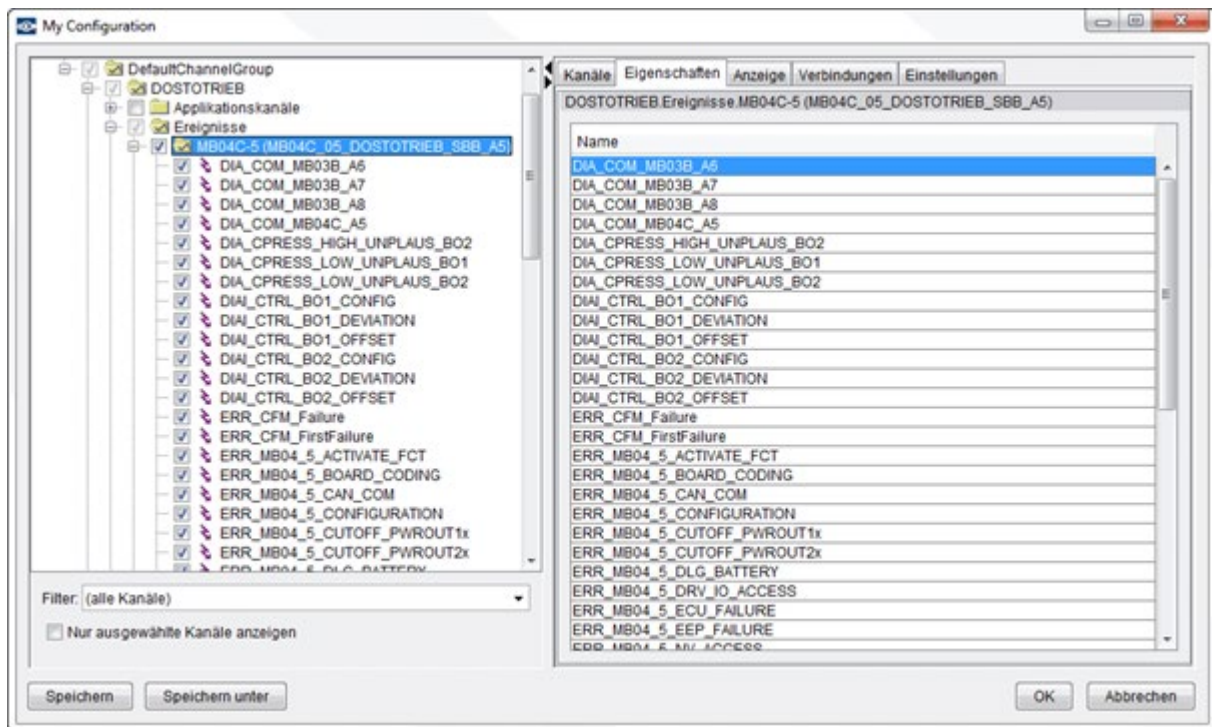 My Configuration
DefaultChannelGroup
DOSTOTRIEB
Applikationskanäle
Ereignisse
MB04C-5 (MB04C_05_DOSTOTRIEB_SBB_A5)
DIA_COM_MB03B_A6
DIA_COM_MB03B_A7
DIA_COM_MB03B_A8
DIA_COM_MB04C_A5
DIA_CPRESS_HIGH_UNPLAUS_BO2
DIA_CPRESS_LOW_UNPLAUS_BO1
DIA_CPRESS_LOW_UNPLAUS_BO2
DIAI_CTRL_BO1_CONFIG
DIAI_CTRL_BO1_DEVIATION
DIAI_CTRL_BO1_OFFSET
DIAI_CTRL_BO2_CONFIG
DIAI_CTRL_BO2_DEVIATION
DIAI_CTRL_BO2_OFFSET
ERR_CFM_Failure
ERR_CFM_FirstFailure
ERR_MB04_5_ACTIVATE_FCT
ERR_MB04_5_BOARD_CODING
ERR_MB04_5_CAN_COM
ERR_MB04_5_CONFIGURATION
ERR_MB04_5_CUTOFF_PWROUT1x
ERR_MB04_5_CUTOFF_PWROUT2x
ERR_MB04_5_DLG_BATTERY
Filter: (alle Kanäle)
Nur ausgewählte Kanäle anzeigen
Kanäle Eigenschaften Anzeige Verbindungen Einstellungen
DOSTOTRIEB.Ereignisse.MB04C-5 (MB04C_05_DOSTOTRIEB_SBB_A5)
Name
DIA_COM_MB03B_A6
DIA_COM_MB03B_A7
DIA_COM_MB03B_A8
DIA_COM_MB04C_A5
DIA_CPRESS_HIGH_UNPLAUS_BO2
DIA_CPRESS_LOW_UNPLAUS_BO1
DIA_CPRESS_LOW_UNPLAUS_BO2
DIAI_CTRL_BO1_CONFIG
DIAI_CTRL_BO1_DEVIATION
DIAI_CTRL_BO1_OFFSET
DIAI_CTRL_BO2_CONFIG
DIAI_CTRL_BO2_DEVIATION
DIAI_CTRL_BO2_OFFSET
ERR_CFM_Failure
ERR_CFM_FirstFailure
ERR_MB04_5_ACTIVATE_FCT
ERR_MB04_5_BOARD_CODING
ERR_MB04_5_CAN_COM
ERR_MB04_5_CONFIGURATION
ERR_MB04_5_CUTOFF_PWROUT1x
ERR_MB04_5_CUTOFF_PWROUT2x
ERR_MB04_5_DLG_BATTERY
ERR_MB04_5_DRV_IO_ACCESS
ERR_MB04_5_ECU_FAILURE
ERR_MB04_5_EEP_FAILURE
ERR_MB04_5_NV_ACCESS
Speichern Speichern unter OK Abbrechen